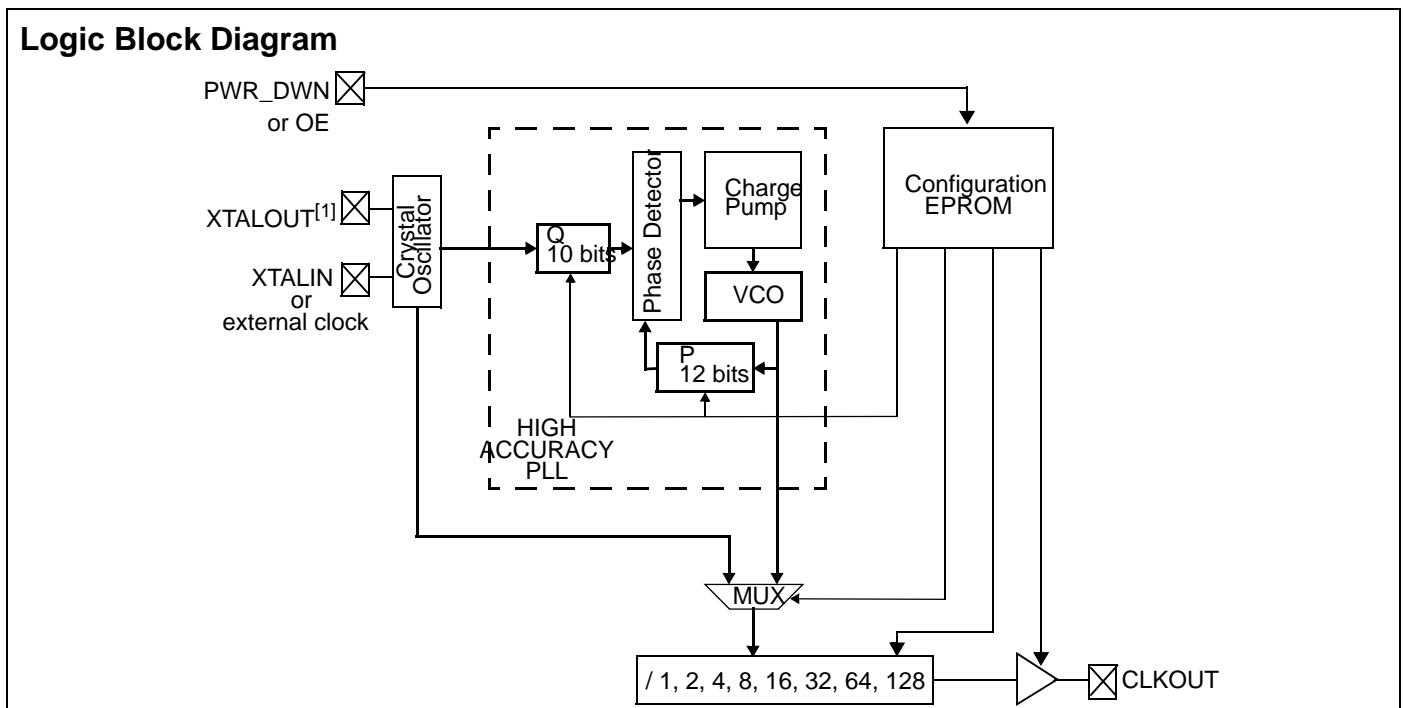 Logic Block Diagram
PWR_DWN
or OE
XTALOUT[1]
XTALIN
or
external clock
Crystal
Oscillator
Q
10 bits
Phase Detector
Charge
Pump
VCO
P
12 bits
HIGH
ACCURACY
PLL
Configuration
EPROM
MUX
/ 1, 2, 4, 8, 16, 32, 64, 128
CLKOUT